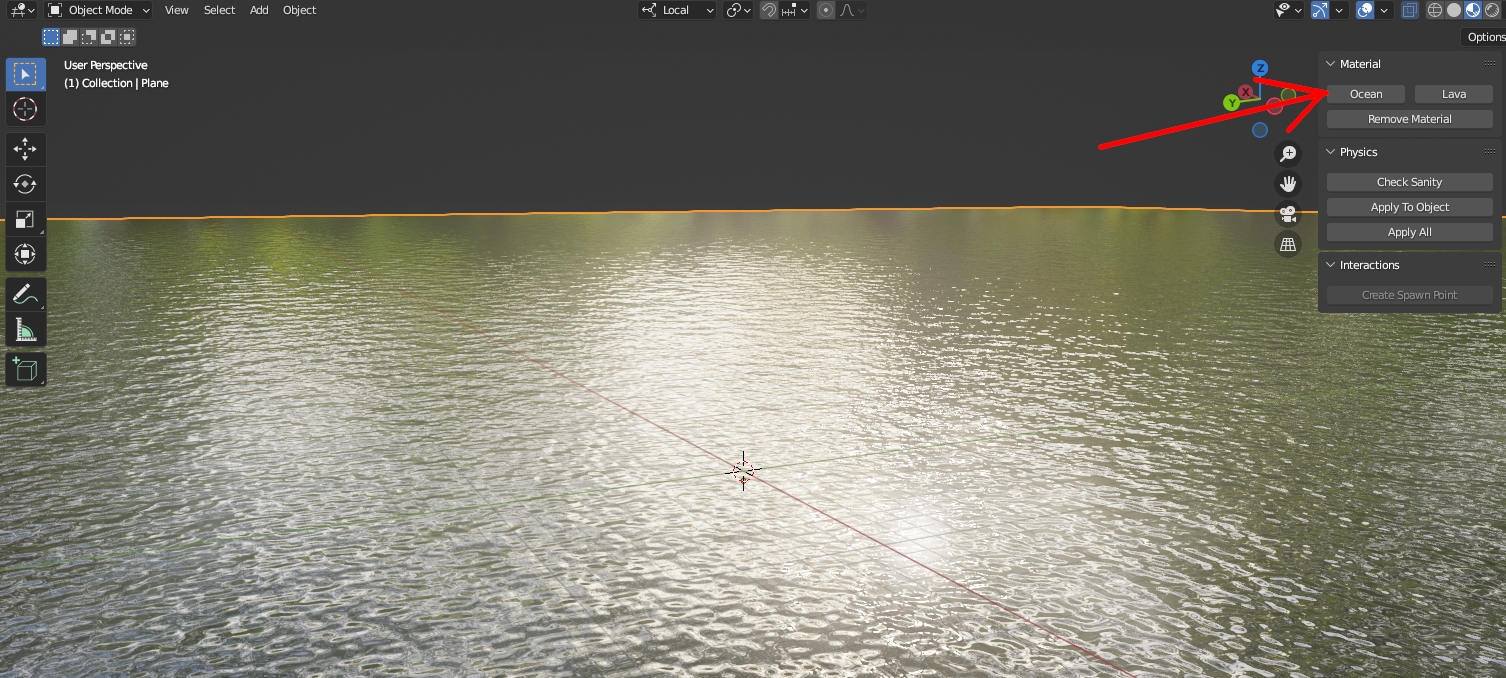 Object Mode View Select Add Object Local
Options
User Perspective
(1) Collection | Plane
Z
X
Y
Material
Ocean Lava
Remove Material
Physics
Check Sanity
Apply To Object
Apply All
Interactions
Create Spawn Point